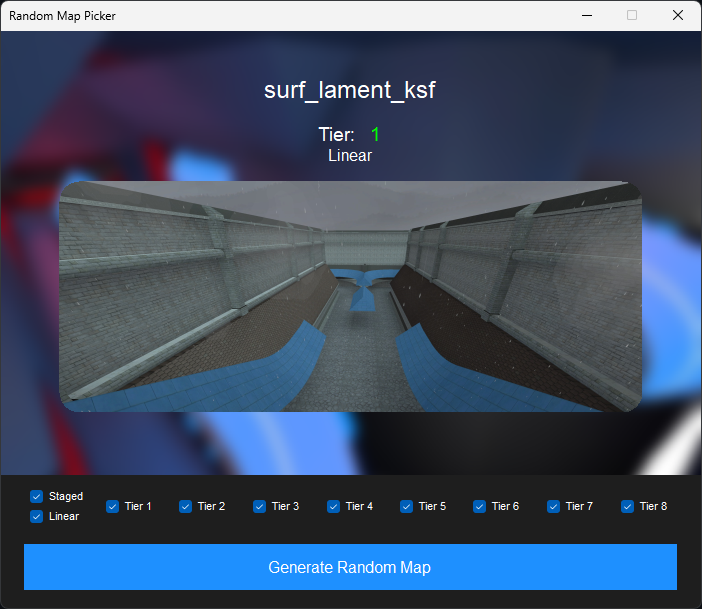 Random Map Picker
surf_lament_ksf
Tier: 1
Linear
Staged
Linear
Tier 1 Tier 2 Tier 3 Tier 4 Tier 5 Tier 6 Tier 7 Tier 8
Generate Random Map